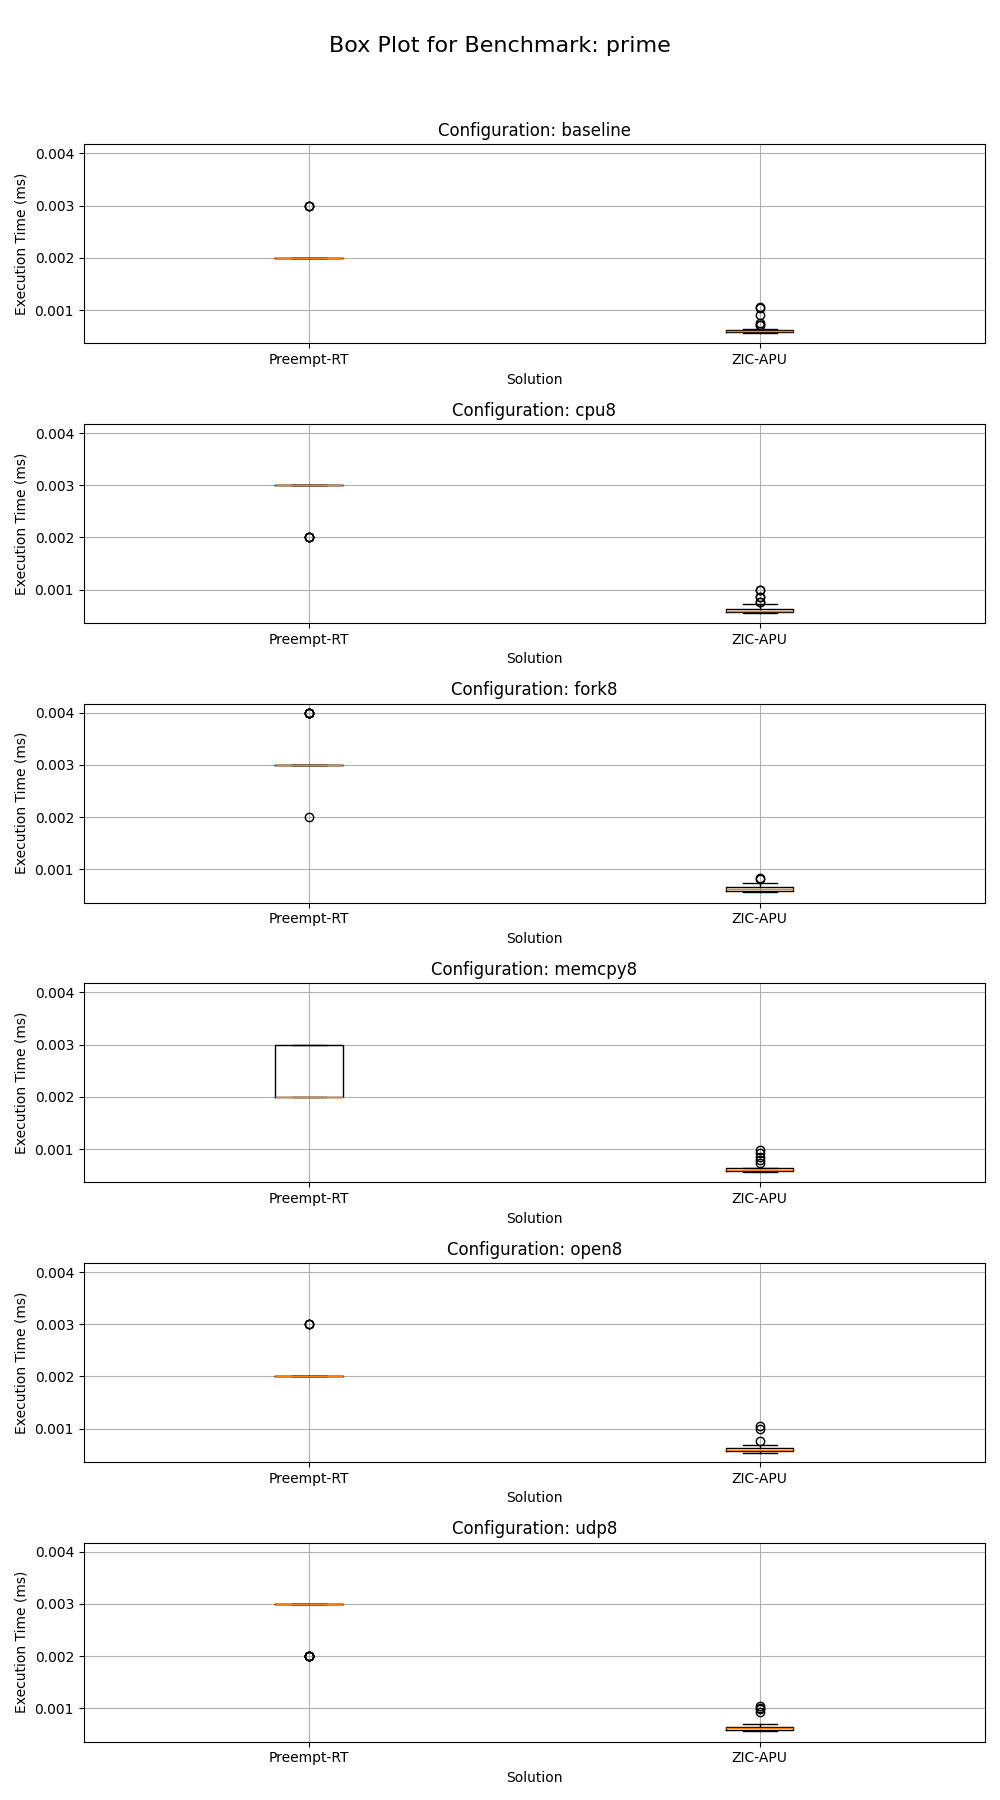 Box Plot for Benchmark: prime
Configuration: baseline
Execution Time (ms)
0.004
0.003
0.002
0.001
Preempt-RT ZIC-APU
Solution
Configuration: cpu8
Execution Time (ms)
0.004
0.003
0.002
0.001
Preempt-RT ZIC-APU
Solution
Configuration: fork8
Execution Time (ms)
0.004
0.003
0.002
0.001
Preempt-RT ZIC-APU
Solution
Configuration: memcpy8
Execution Time (ms)
0.004
0.003
0.002
0.001
Preempt-RT ZIC-APU
Solution
Configuration: open8
Execution Time (ms)
0.004
0.003
0.002
0.001
Preempt-RT ZIC-APU
Solution
Configuration: udp8
Execution Time (ms)
0.004
0.003
0.002
0.001
Preempt-RT ZIC-APU
Solution